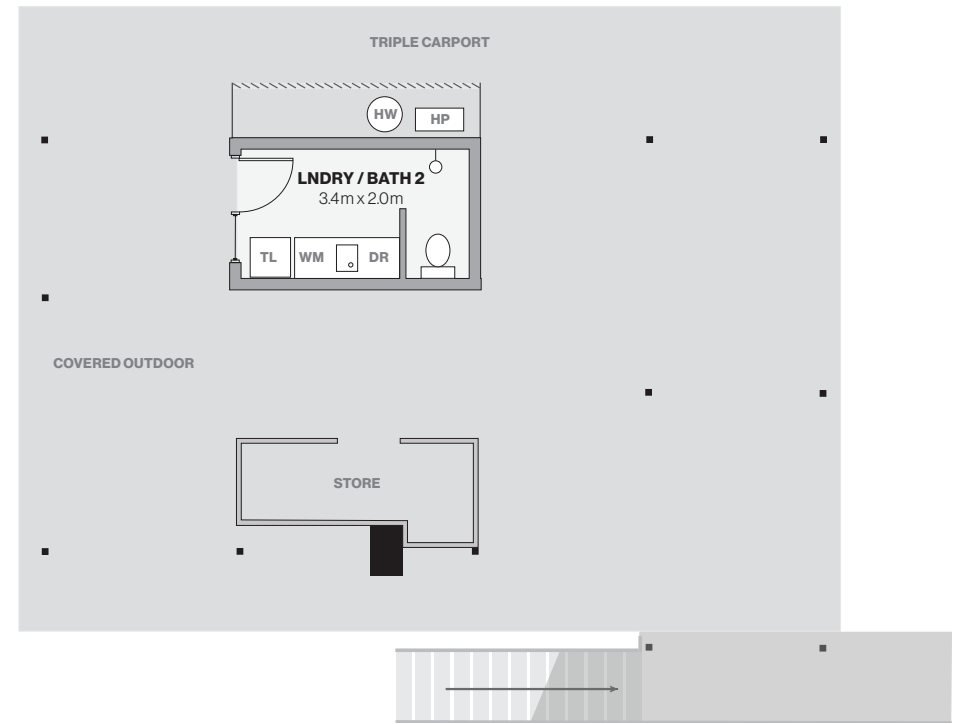 TRIPLE CARPORT
HW
HP
LNDRY / BATH 2
3.4m x 2.0m
TL WM DR
COVERED OUTDOOR
STORE